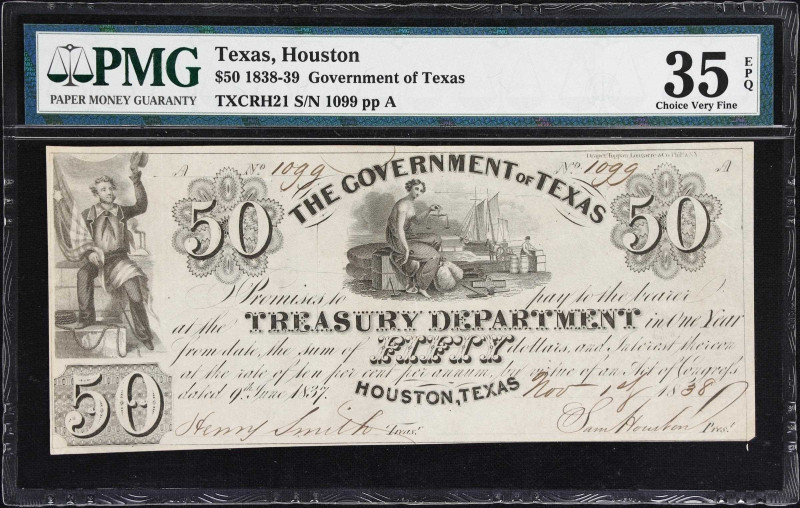 PMG
PAPER MONEY GUARANTY
Texas, Houston
$50 1838-39 Government of Texas
TXCRH21 S/N 1099 pp A
35 EPQ
Choice Very Fine
A No. 1099 No. 1099 A
THE GOVERNMENT OF TEXAS
50 50
Promises to pay to the bearer
at the TREASURY DEPARTMENT in One Year
from date, the sum of FIFTY dollars, and Interest thereon
at the rate of ten per cent per annum, by virtue of an Act of Congress
dated 9th June 1837. HOUSTON, TEXAS Nov 1838
50
Henry Smith Treasr. Sam Houston Pres.